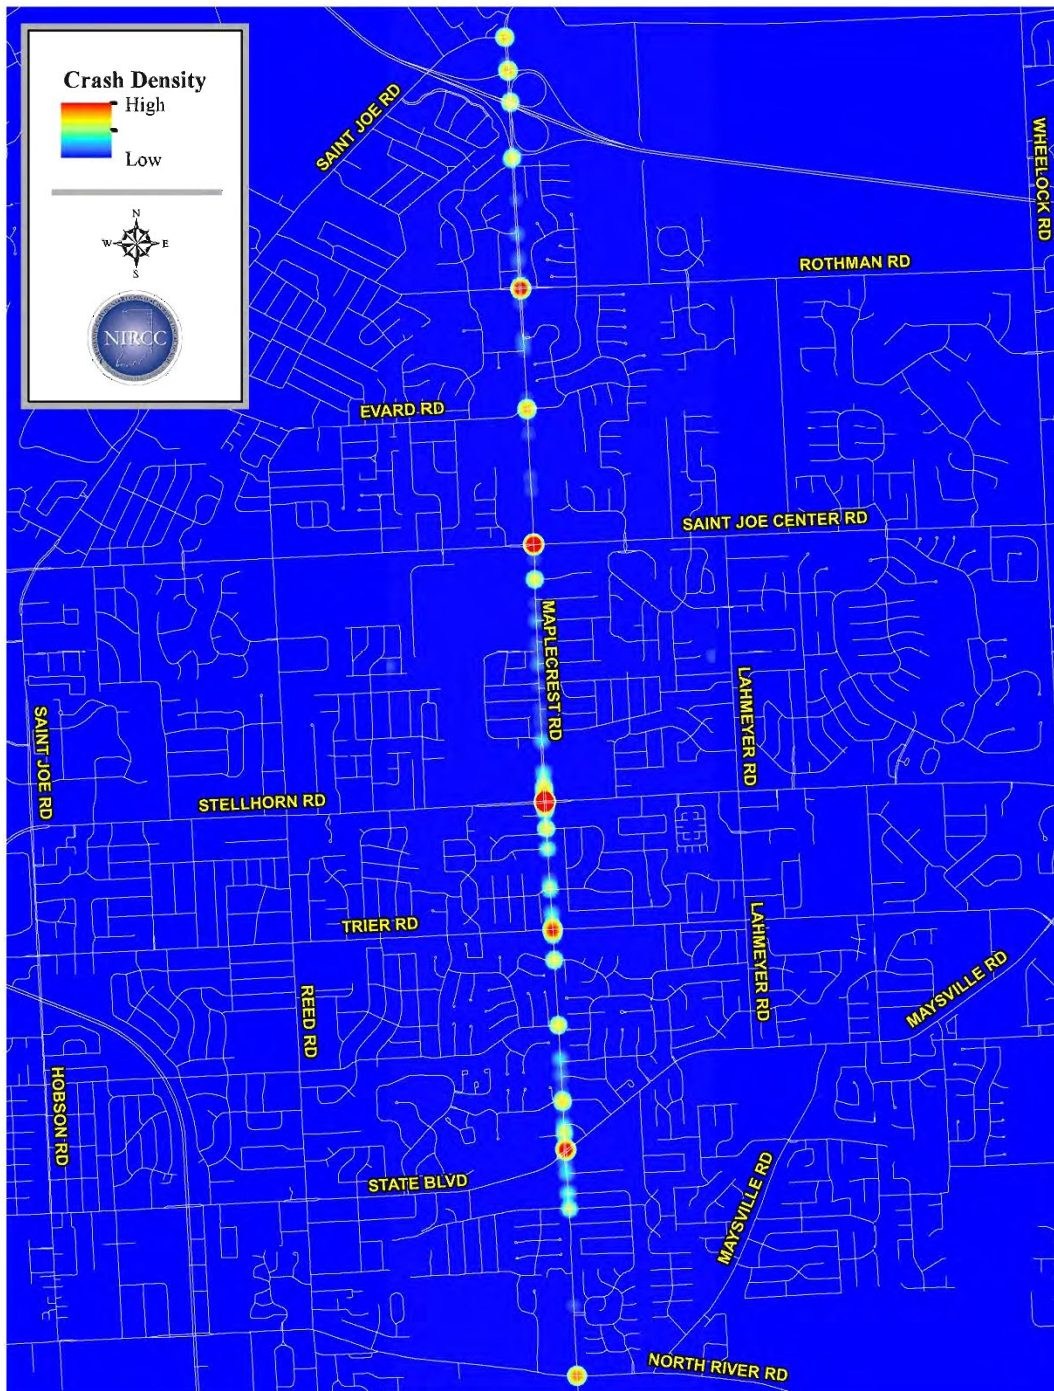 Crash Density
High
Low
N
W E
S
NIRCC
SAINT JOE RD
WHEELOCK RD
ROTHMAN RD
EVARD RD
SAINT JOE CENTER RD
MAPLECREST RD
LAHMEYER RD
SAINT JOE RD
STELLHORN RD
TRIER RD
LAHMEYER RD
MAYSVILLE RD
REED RD
HOBSON RD
STATE BLVD
MAYSVILLE RD
NORTH RIVER RD